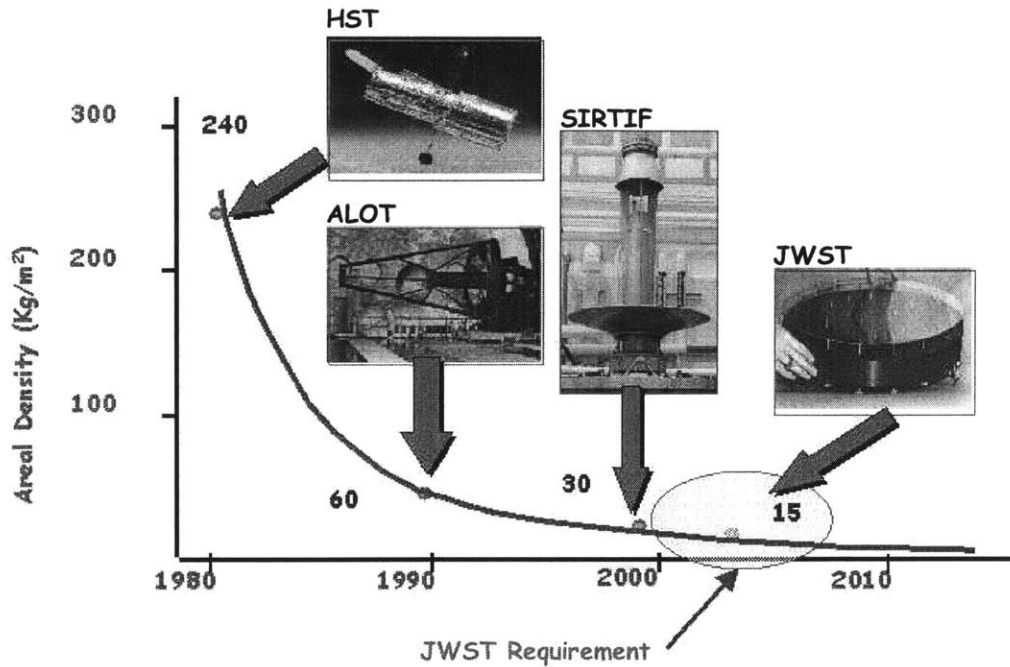 HST
300
240
SIRTIF
ALOT
JWST
200
Areal Density (Kg/m²)
100
60
30
15
1980
1990
2000
2010
JWST Requirement